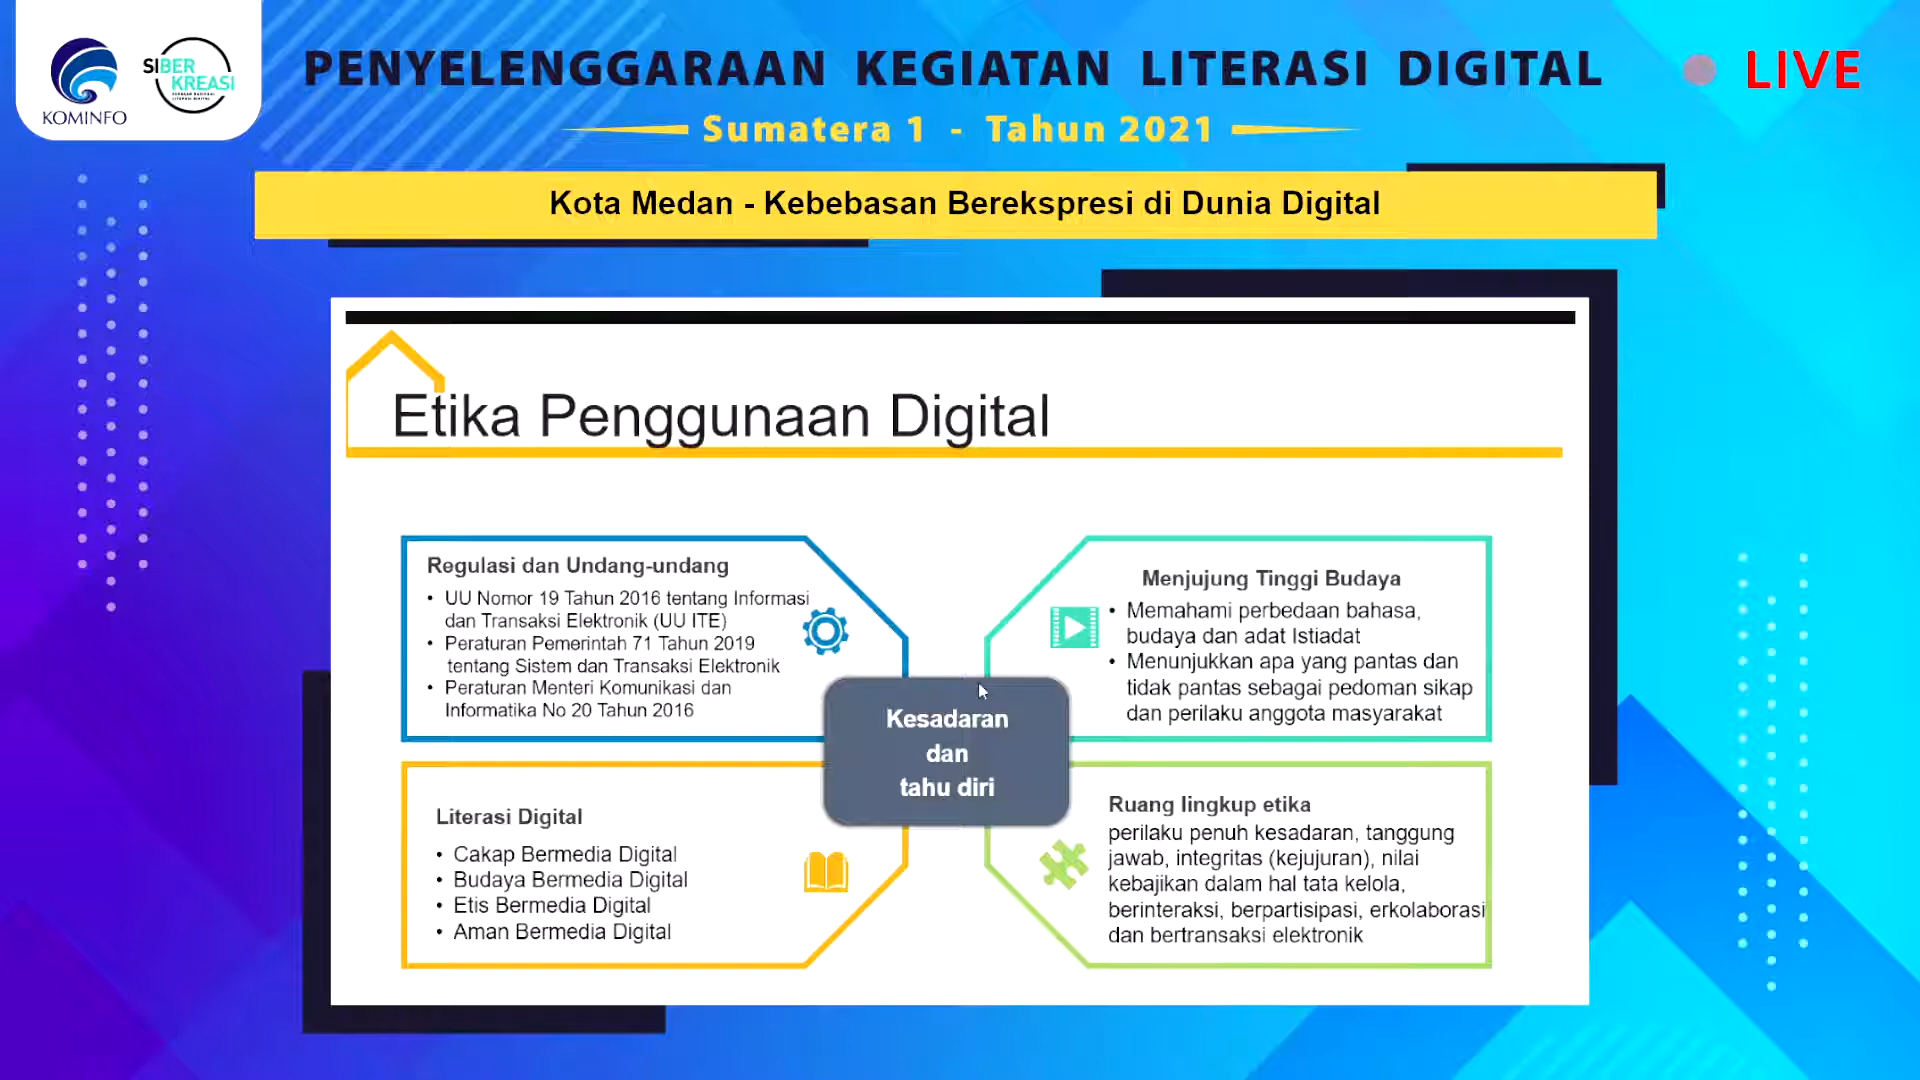 KOMINFO
SIBER
KREASI
PENYELENGGARAAN KEGIATAN LITERASI DIGITAL
LIVE
Sumatera 1 - Tahun 2021
Kota Medan - Kebebasan Berekspresi di Dunia Digital
Etika Penggunaan Digital
Regulasi dan Undang-undang
• UU Nomor 19 Tahun 2016 tentang Informasi
dan Transaksi Elektronik (UU ITE)
• Peraturan Pemerintah 71 Tahun 2019
tentang Sistem dan Transaksi Elektronik
• Peraturan Menteri Komunikasi dan
Informatika No 20 Tahun 2016
Menjujung Tinggi Budaya
• Memahami perbedaan bahasa,
budaya dan adat Istiadat
• Menunjukkan apa yang pantas dan
tidak pantas sebagai pedoman sikap
dan perilaku anggota masyarakat
Kesadaran
dan
tahu diri
Literasi Digital
• Cakap Bermedia Digital
• Budaya Bermedia Digital
• Etis Bermedia Digital
• Aman Bermedia Digital
Ruang lingkup etika
perilaku penuh kesadaran, tanggung
jawab, integritas (kejujuran), nilai
kebajikan dalam hal tata kelola,
berinteraksi, berpartisipasi, erkolaborasi
dan bertransaksi elektronik